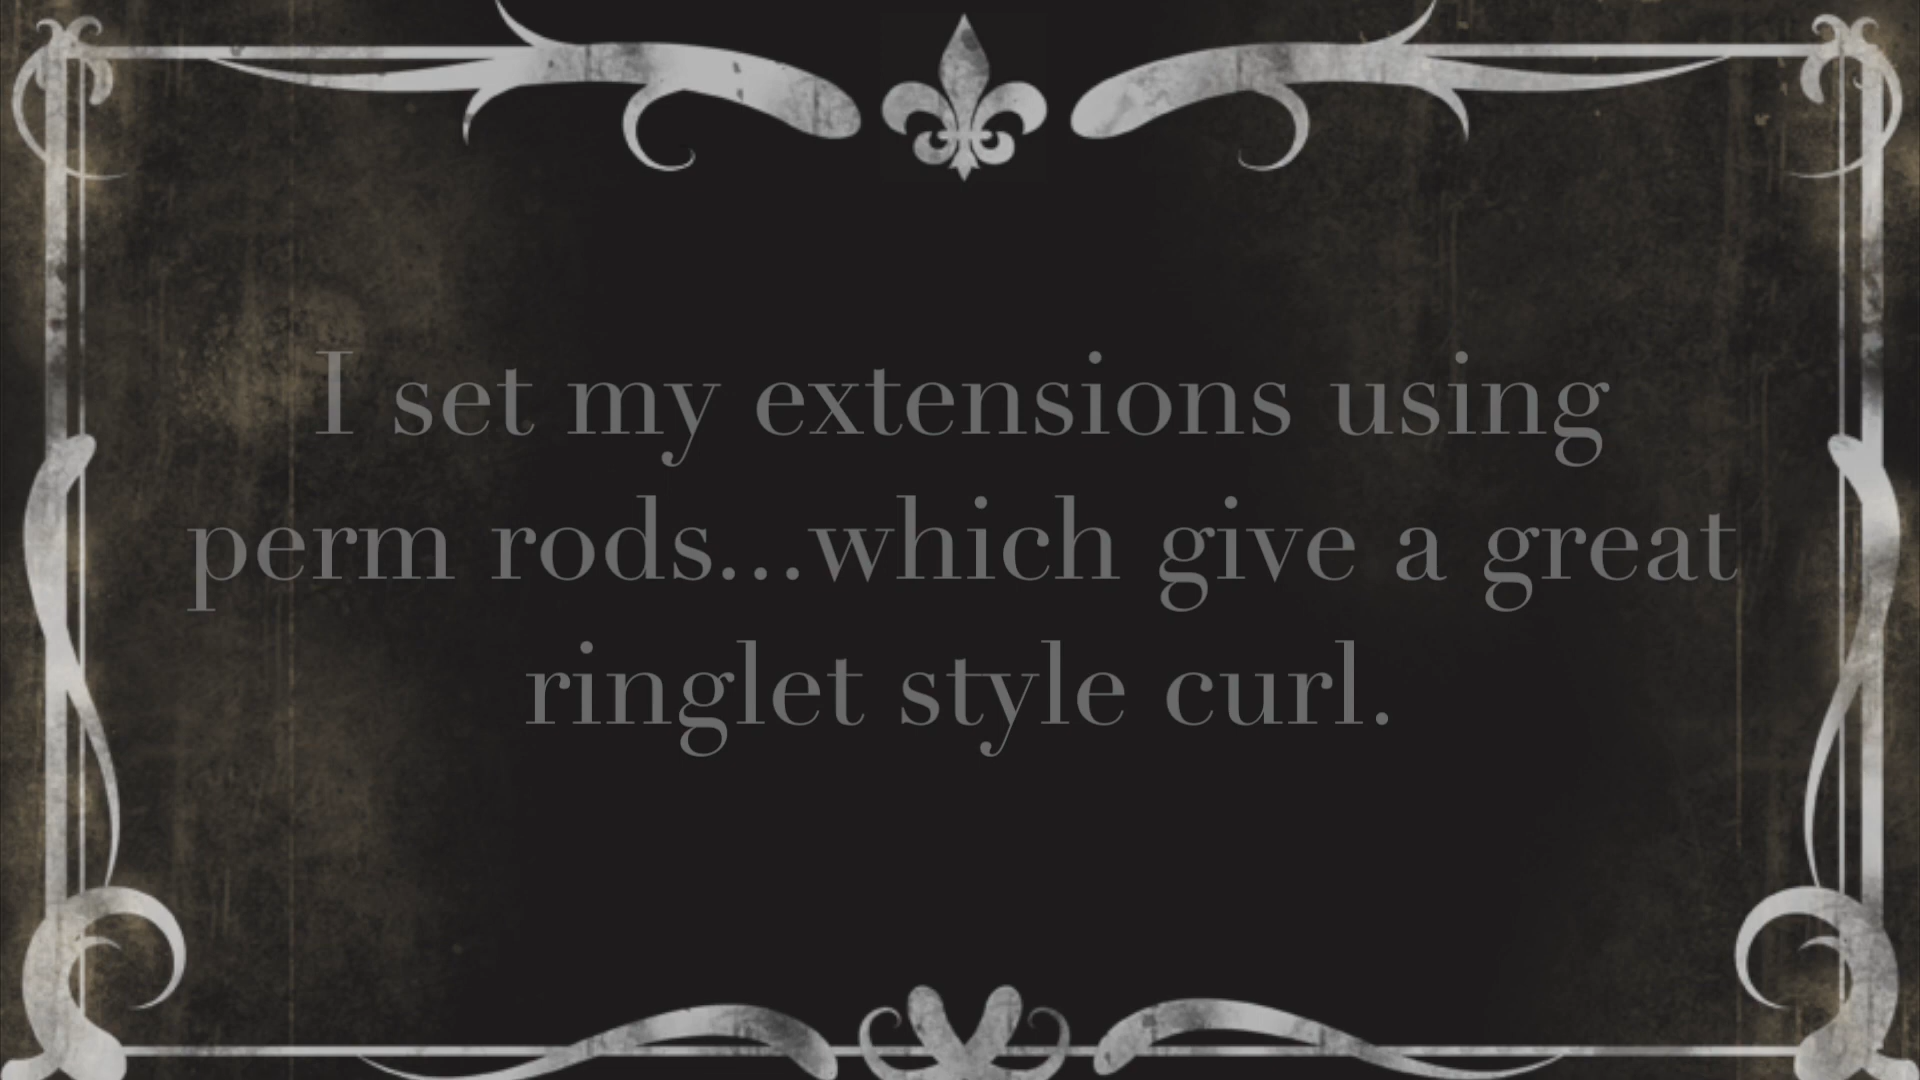 I set my extensions using
perm rods...which give a great
ringlet style curl.